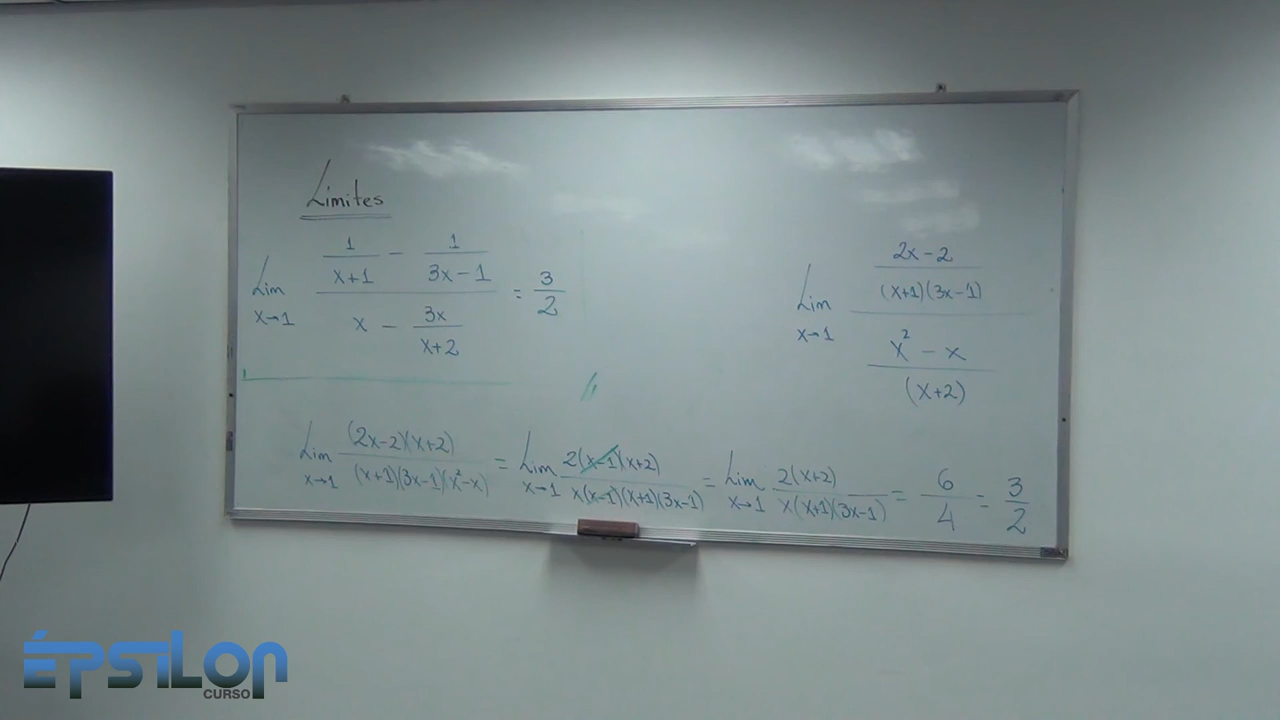 Limites
Lim x→1 (1/(x+1) - 1/(3x-1)) / (x - 3x/(x+2)) = 3/2
Lim x→1 ((2x-2)/((x+1)(3x-1))) / ((x²-x)/(x+2))
Lim x→1 (2x-2)(x+2)/((x+1)(3x-1)(x²-x)) = Lim x→1 2(x-1)(x+2)/(x(x-1)(x+1)(3x-1)) = Lim x→1 2(x+2)/(x(x+1)(3x-1)) = 6/4 = 3/2
ÉPSILON
CURSO